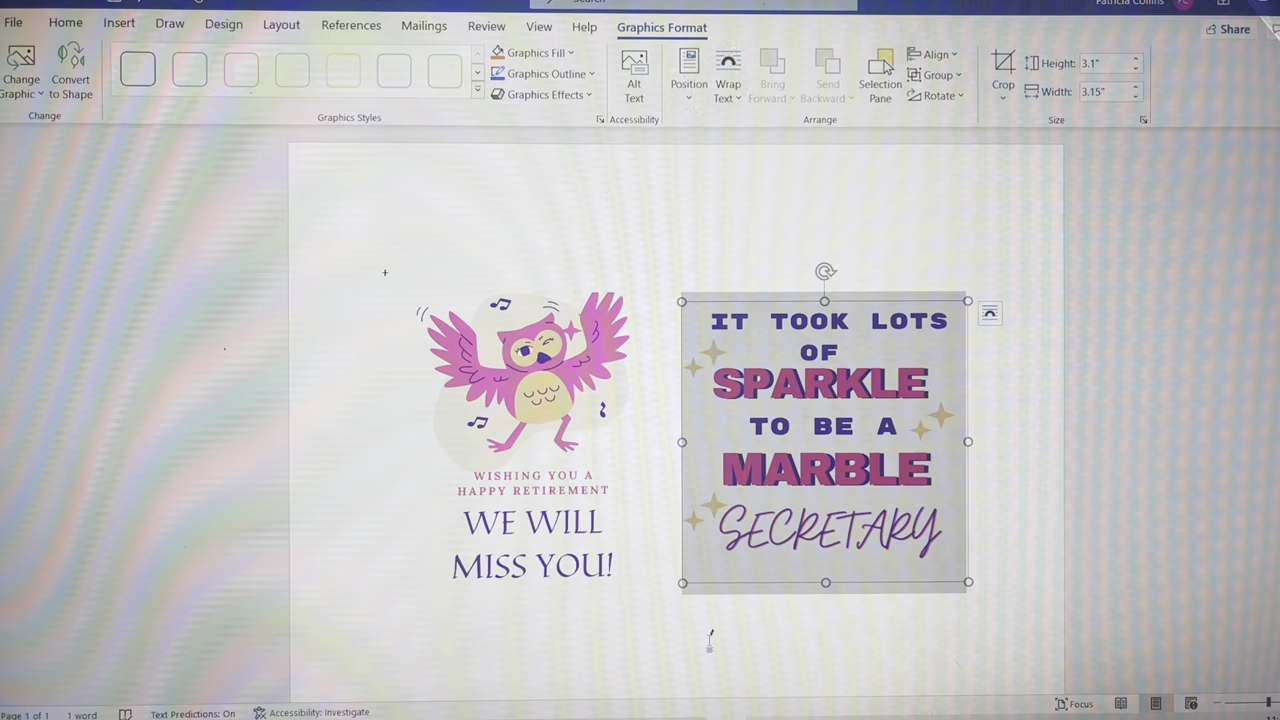 Patricia Collins
File Home Insert Draw Design Layout References Mailings Review View Help Graphics Format
Share
Change
Graphic
Convert
to Shape
Change
Graphics Fill
Graphics Outline
Graphics Effects
Graphics Styles
Alt
Text
Accessibility
Position
Wrap
Text
Bring
Forward
Send
Backward
Selection
Pane
Align
Group
Rotate
Arrange
Crop
Height: 3.1"
Width: 3.15"
Size
WISHING YOU A
HAPPY RETIREMENT
WE WILL
MISS YOU!
IT TOOK LOTS
OF
SPARKLE
TO BE A
MARBLE
SECRETARY
Page 1 of 1 1 word Text Predictions: On Accessibility: Investigate Focus